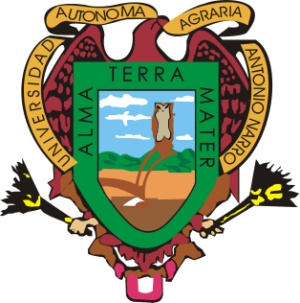 UNIVERSIDAD
AUTONOMA
AGRARIA
ANTONIO NARRO
ALMA
TERRA
MATER